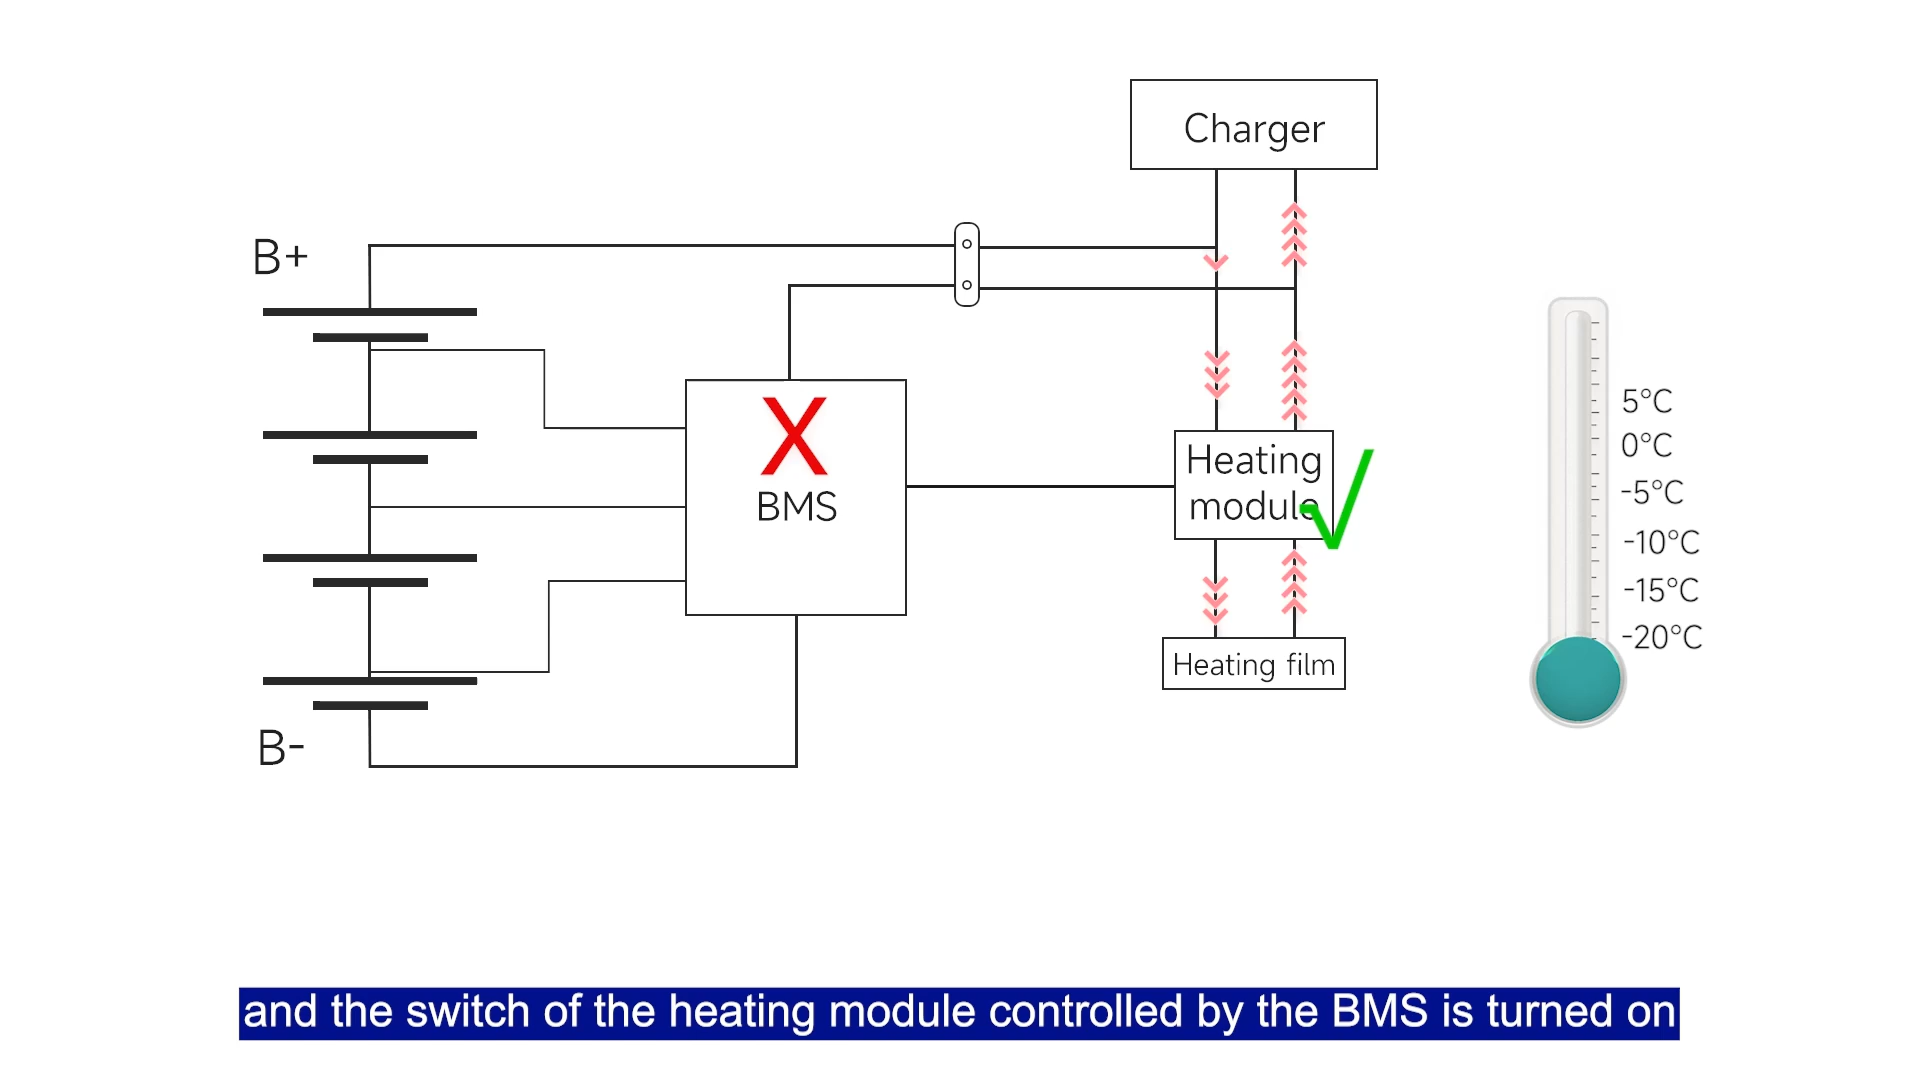 Charger
B+
X
BMS
Heating
module
Heating film
B-
5°C
0°C
-5°C
-10°C
-15°C
-20°C
and the switch of the heating module controlled by the BMS is turned on